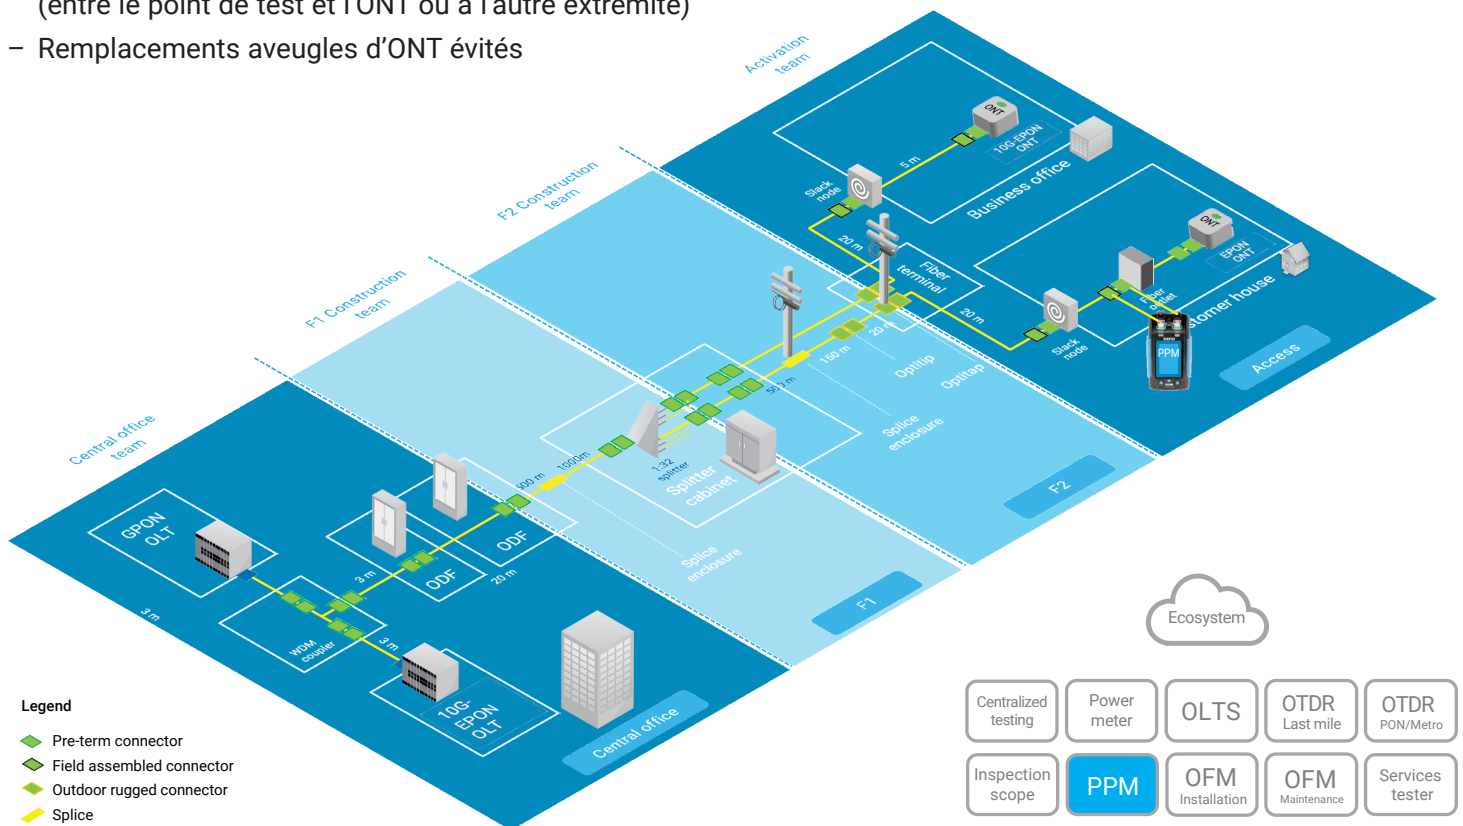 (entre le point de test et l'ONT ou à l'autre extrémité)
– Remplacements aveugles d'ONT évités
Activation
team
ONT
10G-EPON
ONT
5 m
Business office
Slack
node
F2 Construction
team
20 m
ONT
EPON
ONT
Fiber
terminal
Fiber
outlet
F1 Construction
team
20 m
Customer house
Slack
node
PPM
20 m
150 m
Access
Optitip
Optitap
500 m
Splice
enclosure
Central office
team
1:32
splitter
Splitter
cabinet
1000m
500 m
F2
GPON
OLT
ODF
Splice
enclosure
3 m
ODF
20 m
F1
3 m
WDM
coupler
3 m
10G-
EPON
OLT
Central office
Ecosystem
Legend
Pre-term connector
Field assembled connector
Outdoor rugged connector
Splice
Centralized
testing
Power
meter
OLTS
OTDR
Last mile
OTDR
PON/Metro
Inspection
scope
PPM
OFM
Installation
OFM
Maintenance
Services
tester